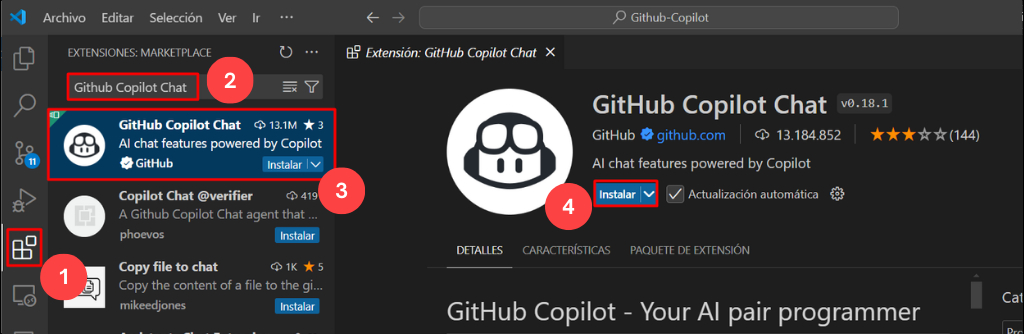 Archivo Editar Selección Ver Ir ···
Github-Copilot
EXTENSIONES: MARKETPLACE
Github Copilot Chat
2
GitHub Copilot Chat 13.1M ★ 3
AI chat features powered by Copilot
GitHub Instalar
3
Copilot Chat @verifier 419
A Github Copilot Chat agent that ...
phoevos Instalar
11
1
Copy file to chat 1K ★ 5
Copy the content of a file to the gi...
mikeedjones Instalar
Extensión: GitHub Copilot Chat
GitHub Copilot Chat v0.18.1
GitHub github.com 13.184.852 ★★★☆☆ (144)
AI chat features powered by Copilot
4
Instalar Actualización automática
DETALLES CARACTERÍSTICAS PAQUETE DE EXTENSIÓN
GitHub Copilot - Your AI pair programmer
Cat